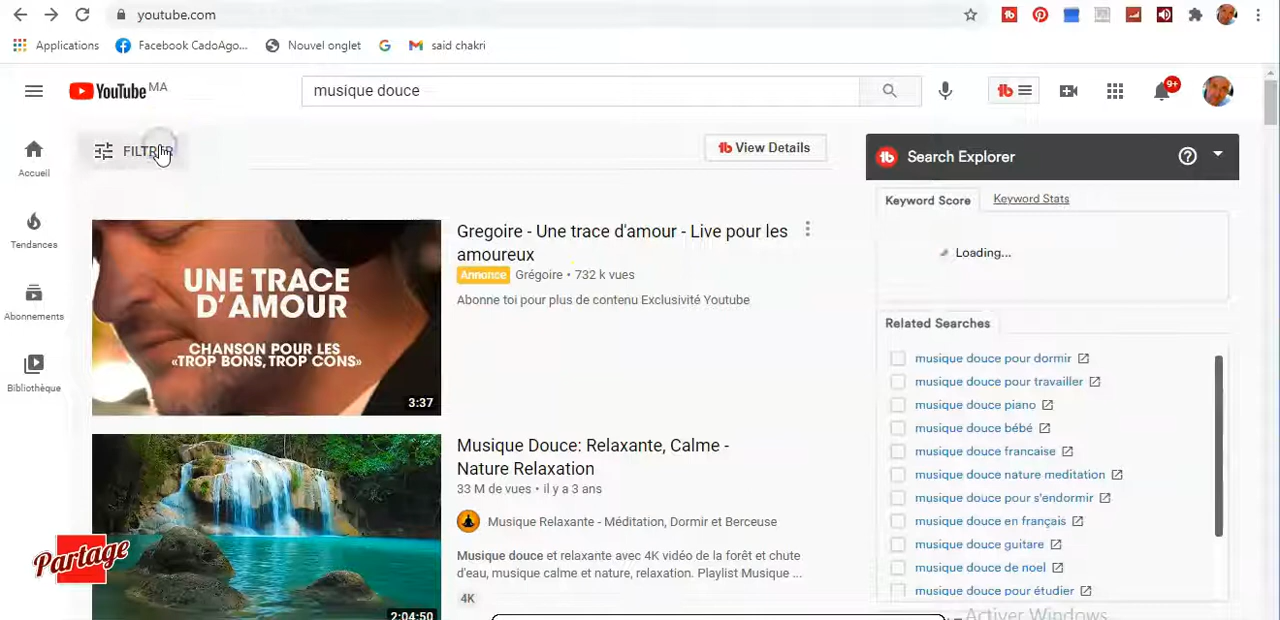 youtube.com
Applications
Facebook CadoAgo...
Nouvel onglet
said chakri
YouTube MA
musique douce
tb
9+
FILTRER
tb View Details
tb Search Explorer
Accueil
Tendances
Abonnements
Bibliothèque
UNE TRACE
D'AMOUR
CHANSON POUR LES
«TROP BONS, TROP CONS»
3:37
Gregoire - Une trace d'amour - Live pour les
amoureux
Annonce Grégoire • 732 k vues
Abonne toi pour plus de contenu Exclusivité Youtube
2:04:50
Musique Douce: Relaxante, Calme -
Nature Relaxation
33 M de vues • il y a 3 ans
Musique Relaxante - Méditation, Dormir et Berceuse
Musique douce et relaxante avec 4K vidéo de la forêt et chute
d'eau, musique calme et nature, relaxation. Playlist Musique ...
4K
Keyword Score
Keyword Stats
Loading...
Related Searches
musique douce pour dormir
musique douce pour travailler
musique douce piano
musique douce bébé
musique douce francaise
musique douce nature meditation
musique douce pour s'endormir
musique douce en français
musique douce guitare
musique douce de noel
musique douce pour étudier
Activer Windows
Partage